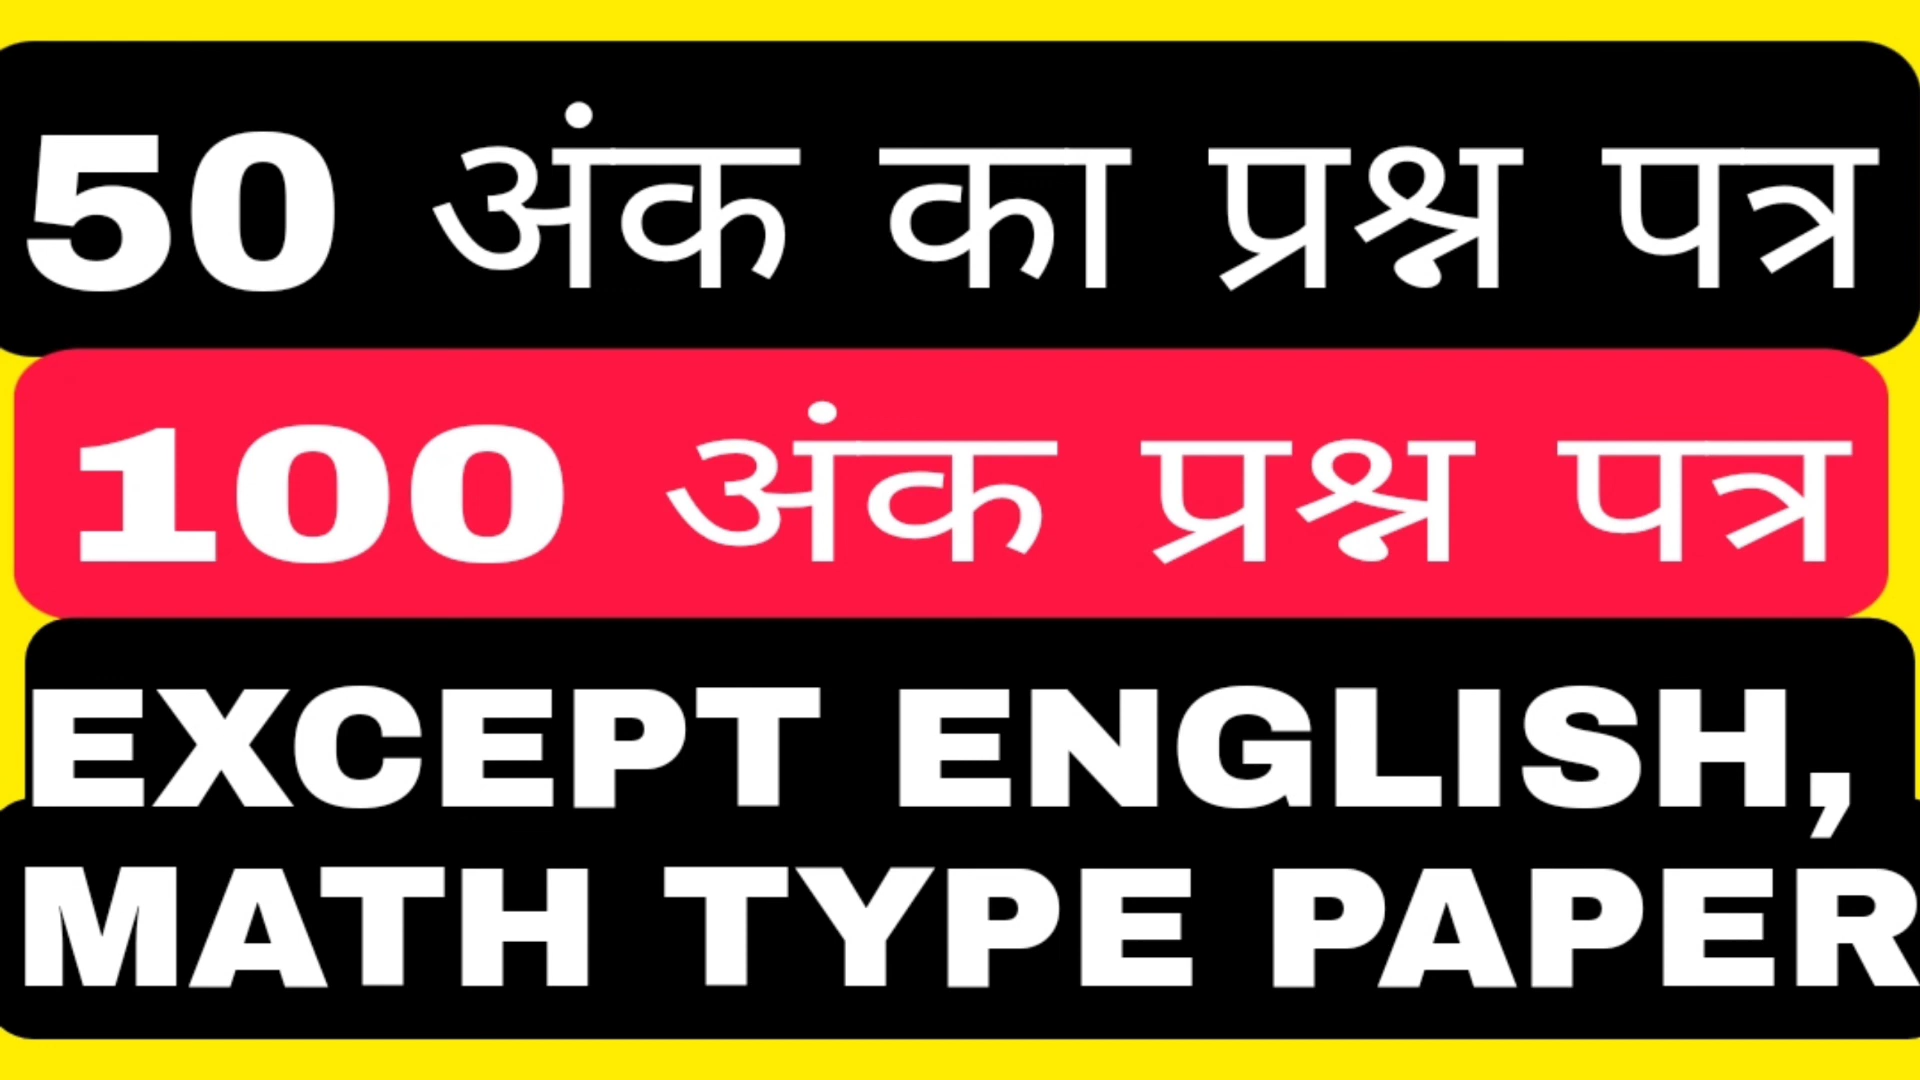 50 अंक का प्रश्न पत्र
100 अंक प्रश्न पत्र
EXCEPT ENGLISH,
MATH TYPE PAPER